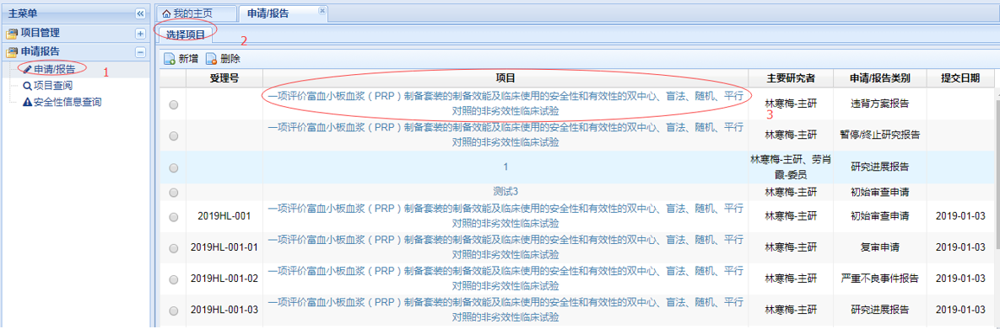 主菜单
我的主页
申请/报告
项目管理
选择项目
2
申请报告
新增
删除
申请/报告
1
受理号
项目
主要研究者
申请/报告类别
提交日期
项目查阅
安全性信息查询
一项评价富血小板血浆（PRP）制备套装的制备效能及临床使用的安全性和有效性的双中心、盲法、随机、平行
对照的非劣效性临床试验
林寒梅-主研
违背方案报告
3
一项评价富血小板血浆（PRP）制备套装的制备效能及临床使用的安全性和有效性的双中心、盲法、随机、平行
对照的非劣效性临床试验
林寒梅-主研
暂停/终止研究报告
1
林寒梅-主研、劳肖
霞-委员
研究进展报告
测试3
林寒梅-主研
初始审查申请
2019HL-001
一项评价富血小板血浆（PRP）制备套装的制备效能及临床使用的安全性和有效性的双中心、盲法、随机、平行
对照的非劣效性临床试验
林寒梅-主研
初始审查申请
2019-01-03
2019HL-001-01
一项评价富血小板血浆（PRP）制备套装的制备效能及临床使用的安全性和有效性的双中心、盲法、随机、平行
对照的非劣效性临床试验
林寒梅-主研
复审申请
2019-01-03
2019HL-001-02
一项评价富血小板血浆（PRP）制备套装的制备效能及临床使用的安全性和有效性的双中心、盲法、随机、平行
对照的非劣效性临床试验
林寒梅-主研
严重不良事件报告
2019-01-03
2019HL-001-03
一项评价富血小板血浆（PRP）制备套装的制备效能及临床使用的安全性和有效性的双中心、盲法、随机、平行
对照的非劣效性临床试验
林寒梅-主研
研究进展报告
2019-01-03